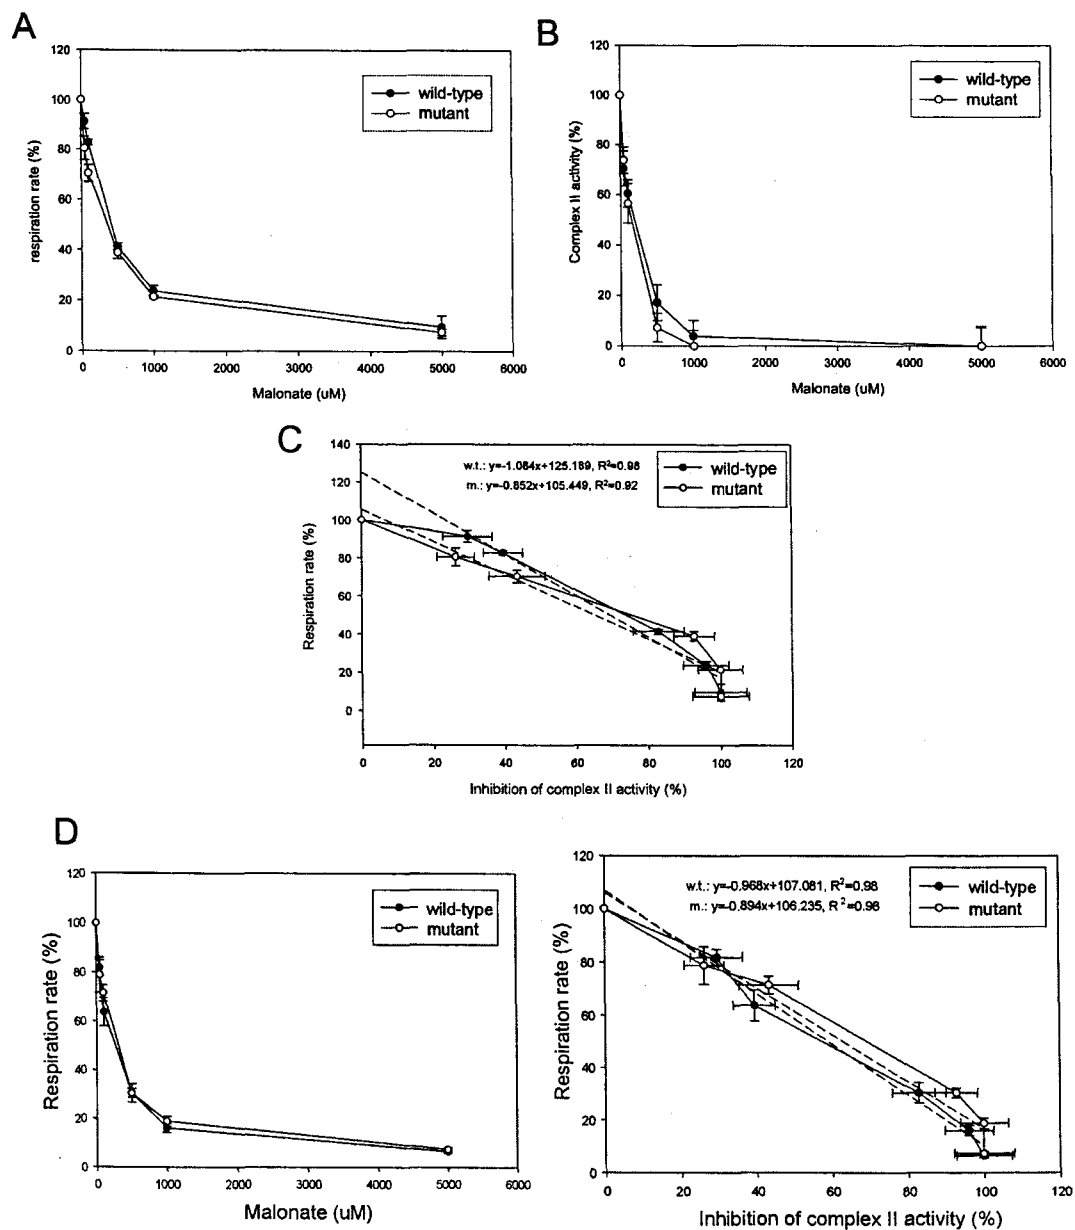 A
120
100
80
60
40
20
0
respiration rate (%)
wild-type
mutant
0 1000 2000 3000 4000 5000 6000
Malonate (uM)
B
120
100
80
60
40
20
0
Complex II activity (%)
wild-type
mutant
0 1000 2000 3000 4000 5000 6000
Malonate (uM)
C
140
120
100
80
60
40
20
0
Respiration rate (%)
w.t.: y=-1.084x+125.189, R²=0.98
m.: y=-0.852x+105.449, R²=0.92
wild-type
mutant
0 20 40 60 80 100 120
Inhibition of complex II activity (%)
D
120
100
80
60
40
20
0
Respiration rate (%)
wild-type
mutant
0 1000 2000 3000 4000 5000 6000
Malonate (uM)
120
100
80
60
40
20
0
Respiration rate (%)
w.t.: y=-0.968x+107.081, R²=0.98
m.: y=-0.894x+106.235, R²=0.98
wild-type
mutant
0 20 40 60 80 100 120
Inhibition of complex II activity (%)